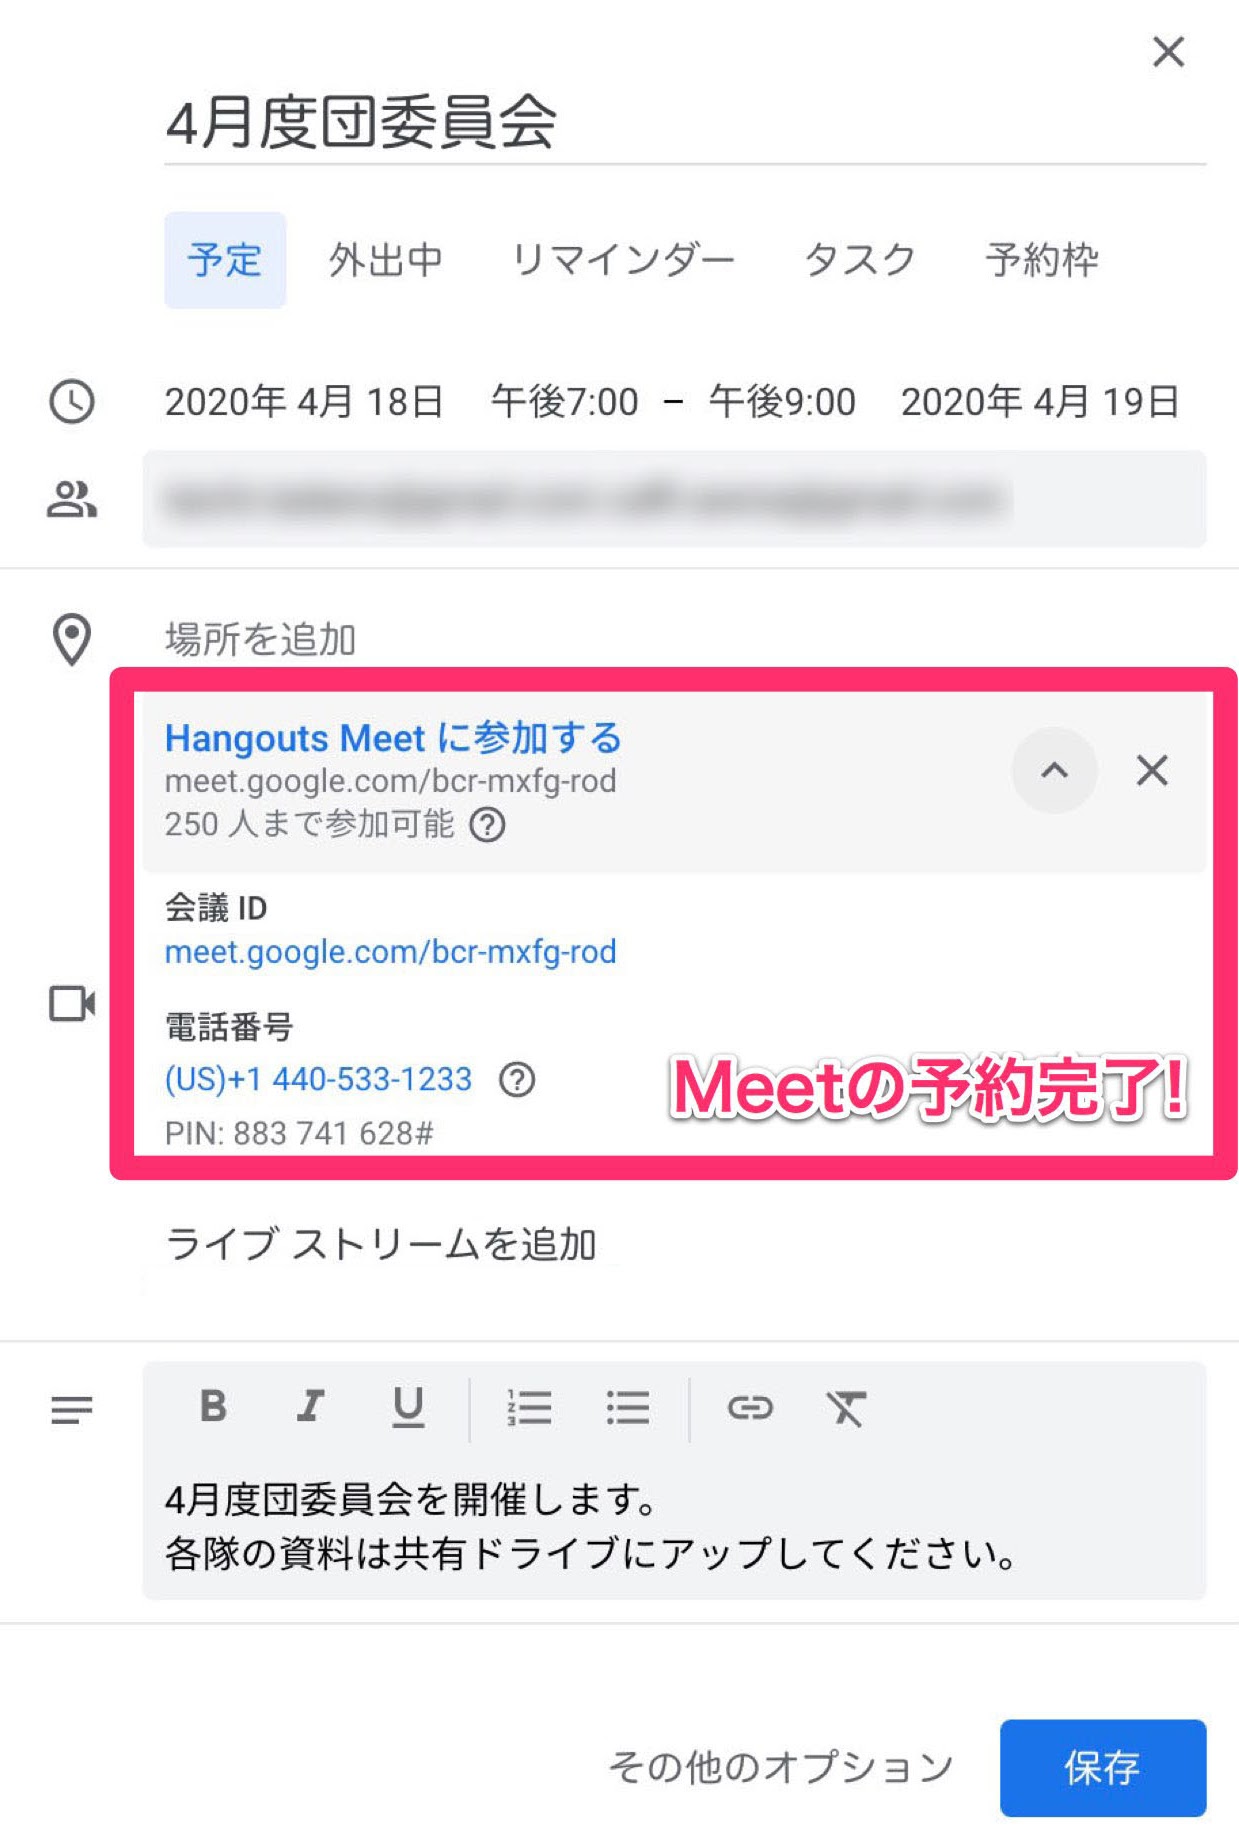 4月度団委員会
予定 外出中 リマインダー タスク 予約枠
2020年 4月 18日 午後7:00 – 午後9:00 2020年 4月 19日
場所を追加
Hangouts Meet に参加する
meet.google.com/bcr-mxfg-rod
250 人まで参加可能
会議 ID
meet.google.com/bcr-mxfg-rod
電話番号
(US)+1 440-533-1233
Meetの予約完了!
PIN: 883 741 628#
ライブ ストリームを追加
B I U
4月度団委員会を開催します。
各隊の資料は共有ドライブにアップしてください。
その他のオプション 保存